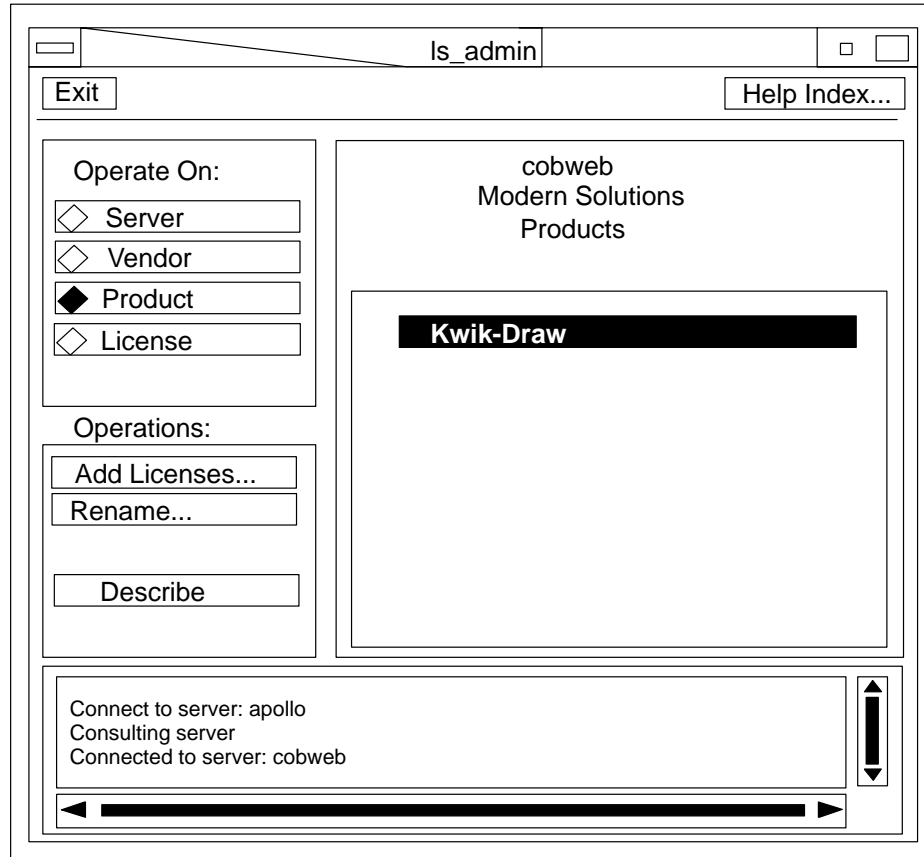 ls_admin
Exit
Help Index...
Operate On:
Server
Vendor
Product
License
Operations:
Add Licenses...
Rename...
Describe
cobweb
Modern Solutions
Products
Kwik-Draw
Connect to server: apollo
Consulting server
Connected to server: cobweb